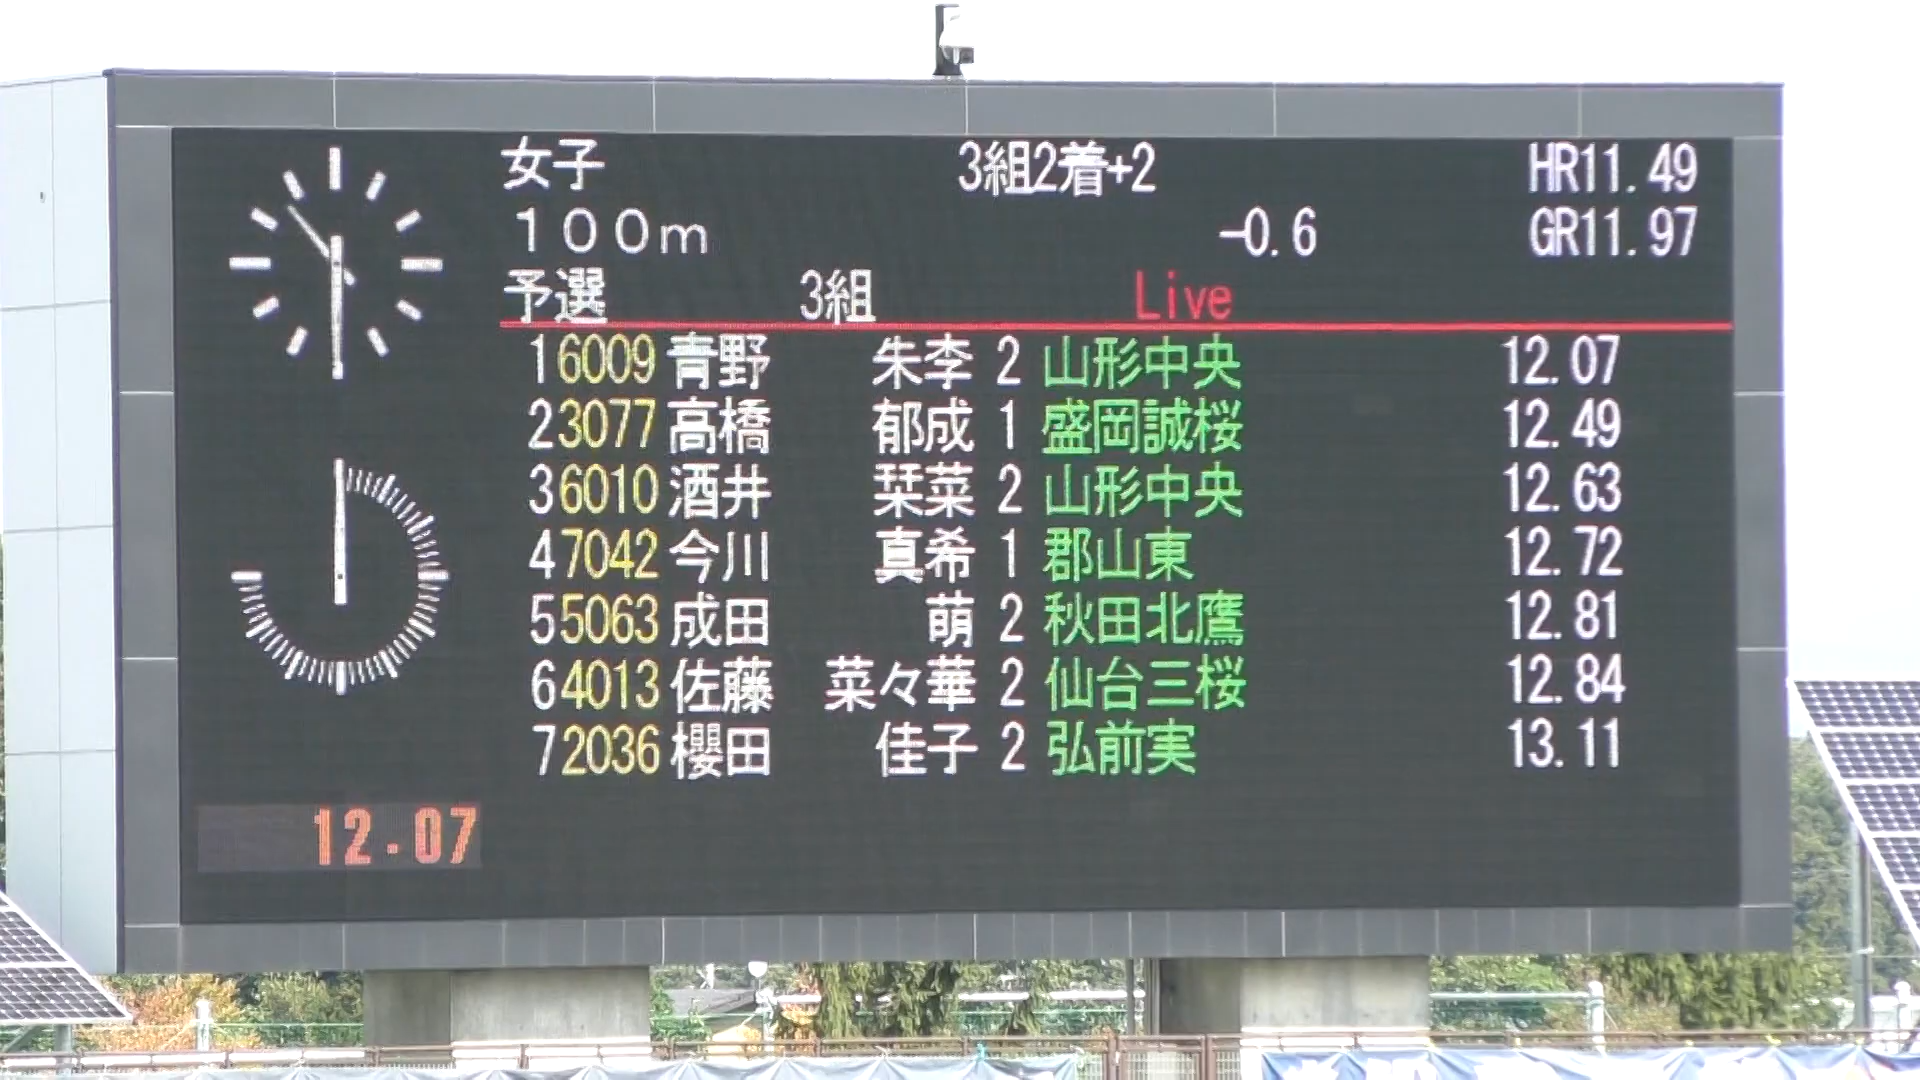 女子 3組2着+2 HR11.49
１００ｍ -0.6 GR11.97
予選 3組 Live
1 6009 青野 朱李 2 山形中央 12.07
2 3077 高橋 郁成 1 盛岡誠桜 12.49
3 6010 酒井 栞菜 2 山形中央 12.63
4 7042 今川 真希 1 郡山東 12.72
5 5063 成田 萌 2 秋田北鷹 12.81
6 4013 佐藤 菜々華 2 仙台三桜 12.84
7 2036 櫻田 佳子 2 弘前実 13.11
12.07